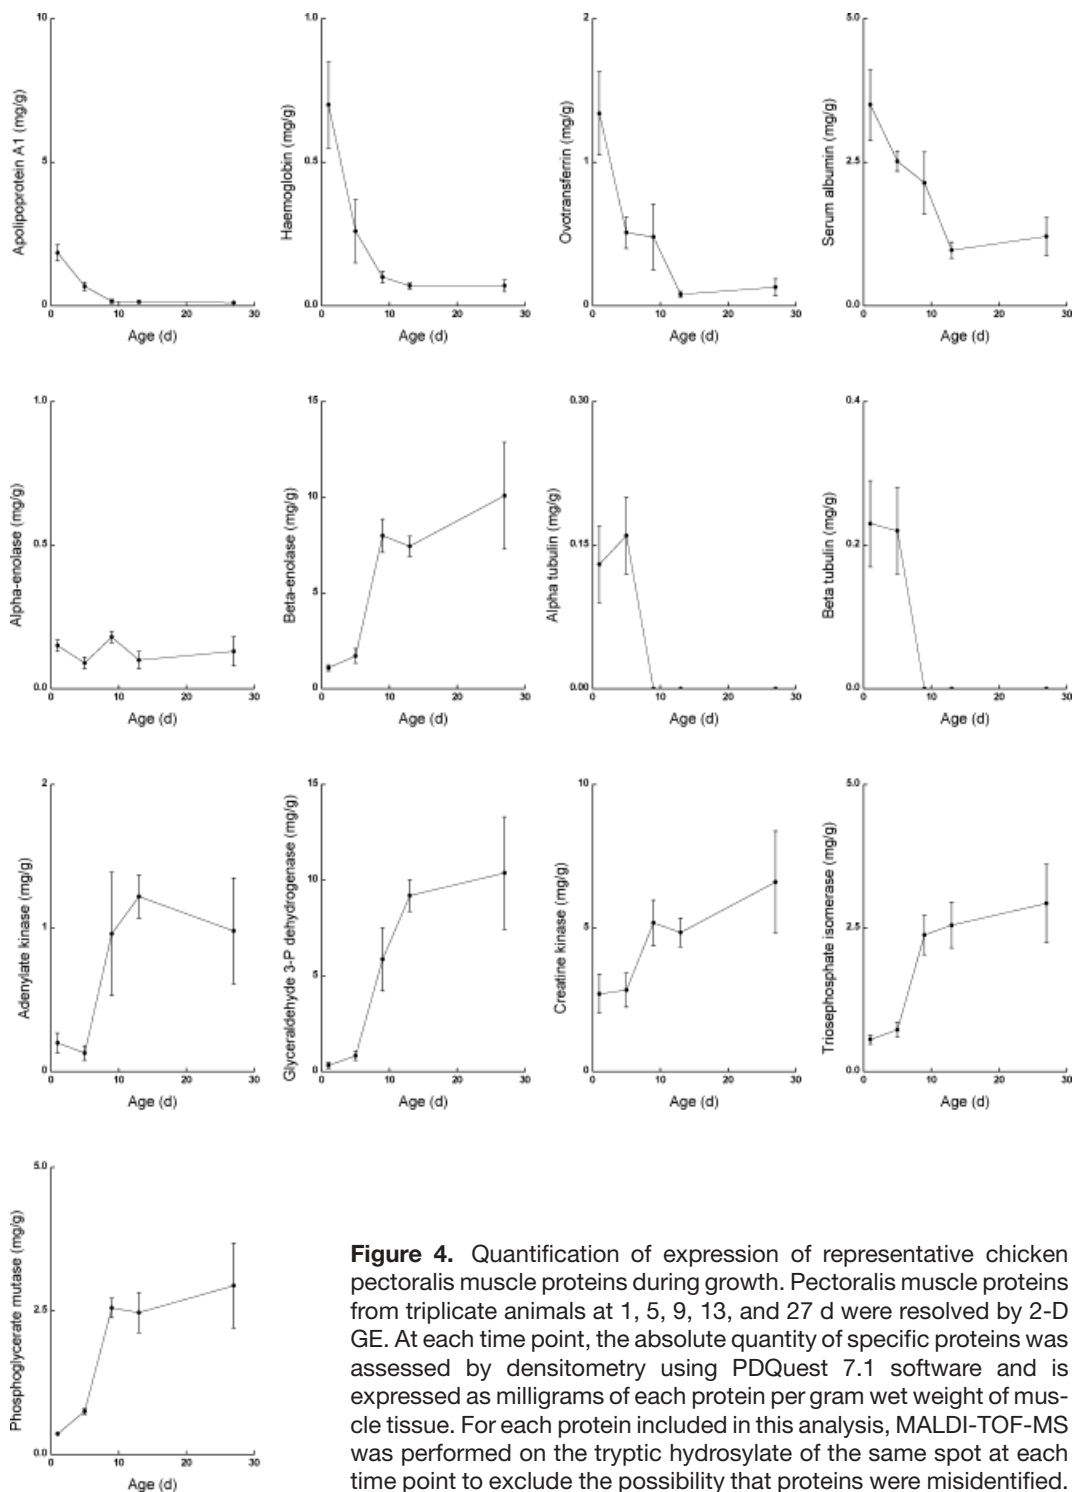 10
5
0
0 10 20 30
Apolipoprotein A1 (mg/g)
Age (d)
1.0
0.5
0.0
0 10 20 30
Haemoglobin (mg/g)
Age (d)
2
1
0
0 10 20 30
Ovotransferrin (mg/g)
Age (d)
5.0
2.5
0.0
0 10 20 30
Serum albumin (mg/g)
Age (d)
1.0
0.5
0.0
0 10 20 30
Alpha-enolase (mg/g)
Age (d)
15
10
5
0
0 10 20 30
Beta-enolase (mg/g)
Age (d)
0.30
0.15
0.00
0 10 20 30
Alpha tubulin (mg/g)
Age (d)
0.4
0.2
0.0
0 10 20 30
Beta tubulin (mg/g)
Age (d)
2
1
0
0 10 20 30
Adenylate kinase (mg/g)
Age (d)
15
10
5
0
0 10 20 30
Glyceraldehyde 3-P dehydrogenase (mg/g)
Age (d)
10
5
0
0 10 20 30
Creatine kinase (mg/g)
Age (d)
5.0
2.5
0.0
0 10 20 30
Triosephosphate isomerase (mg/g)
Age (d)
5.0
2.5
0.0
0 10 20 30
Phosphoglycerate mutase (mg/g)
Age (d)
Figure 4. Quantification of expression of representative chicken
pectoralis muscle proteins during growth. Pectoralis muscle proteins
from triplicate animals at 1, 5, 9, 13, and 27 d were resolved by 2-D
GE. At each time point, the absolute quantity of specific proteins was
assessed by densitometry using PDQuest 7.1 software and is
expressed as milligrams of each protein per gram wet weight of mus-
cle tissue. For each protein included in this analysis, MALDI-TOF-MS
was performed on the tryptic hydrosylate of the same spot at each
time point to exclude the possibility that proteins were misidentified.